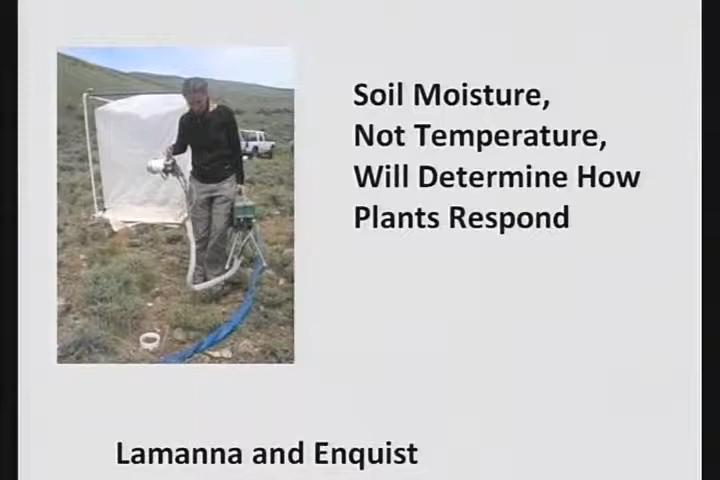 Soil Moisture,
Not Temperature,
Will Determine How
Plants Respond
Lamanna and Enquist